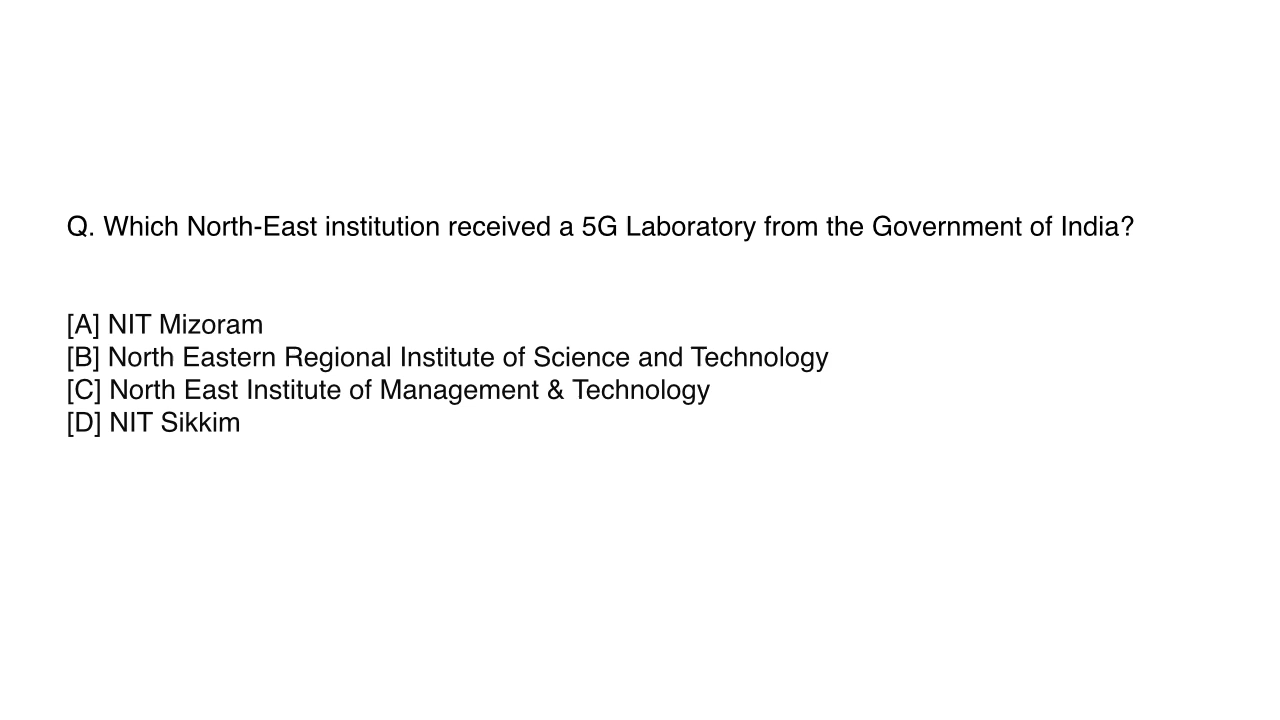 Q. Which North-East institution received a 5G Laboratory from the Government of India?
[A] NIT Mizoram
[B] North Eastern Regional Institute of Science and Technology
[C] North East Institute of Management & Technology
[D] NIT Sikkim